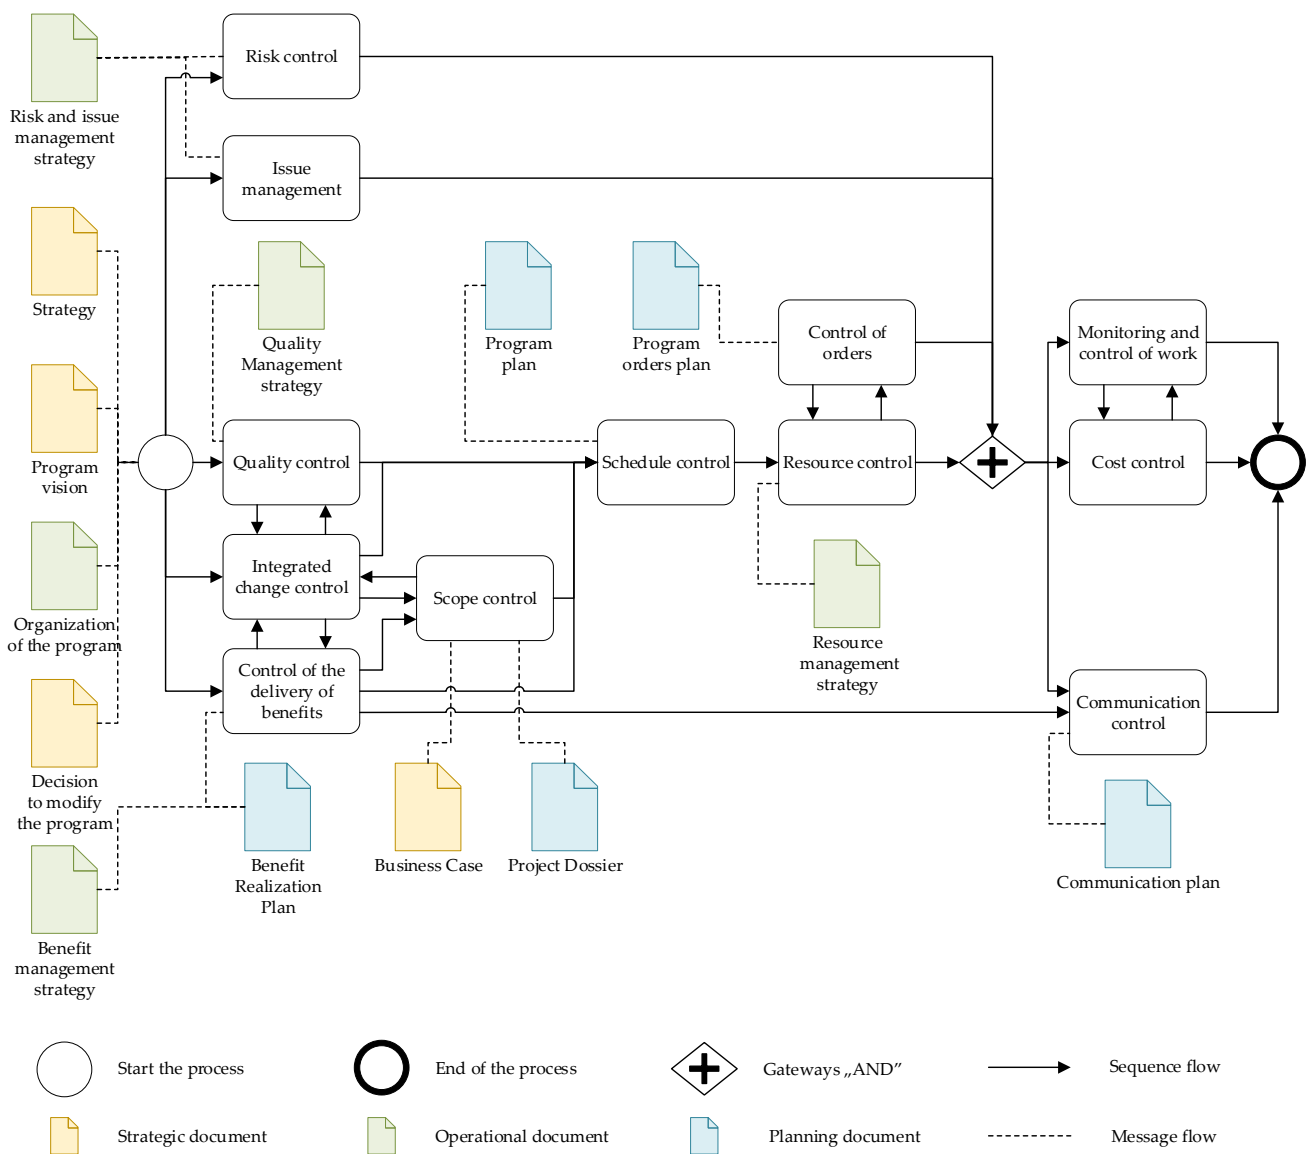 Risk control
Risk and issue
management
strategy
Issue
management
Strategy
Quality
Management
strategy
Program
plan
Program
orders plan
Control of
orders
Monitoring and
control of work
Program
vision
Quality control
Schedule control
Resource control
Cost control
Integrated
change control
Scope control
Organization
of the program
Resource
management
strategy
Control of the
delivery of
benefits
Communication
control
Decision
to modify
the program
Benefit
Realization
Plan
Business Case
Project Dossier
Communication plan
Benefit
management
strategy
Start the process
End of the process
Gateways „AND”
Sequence flow
Strategic document
Operational document
Planning document
Message flow